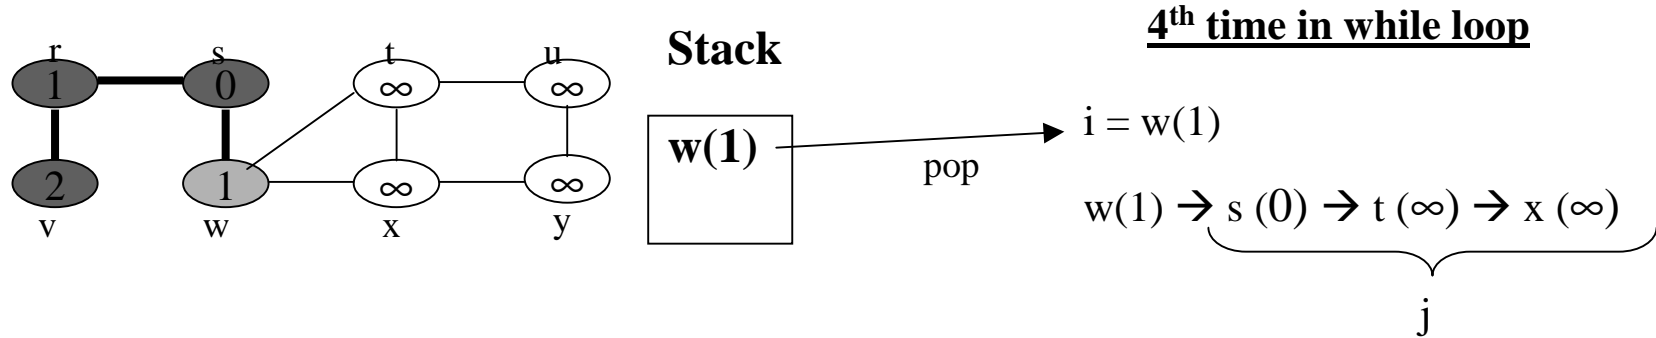 r s t u
1 0 ∞ ∞
2 1 ∞ ∞
v w x y
Stack
w(1)
pop
4th time in while loop
i = w(1)
w(1) → s (0) → t (∞) → x (∞)
j